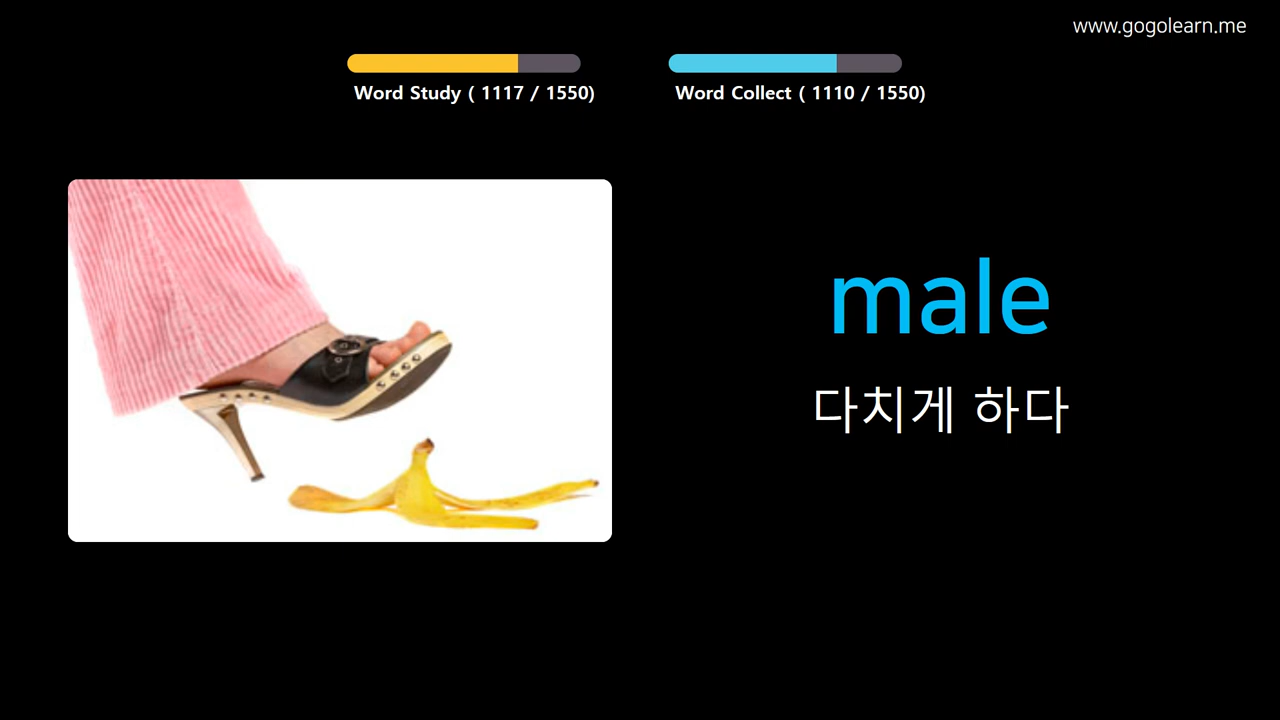 www.gogolearn.me
Word Study ( 1117 / 1550)
Word Collect ( 1110 / 1550)
male
다치게 하다